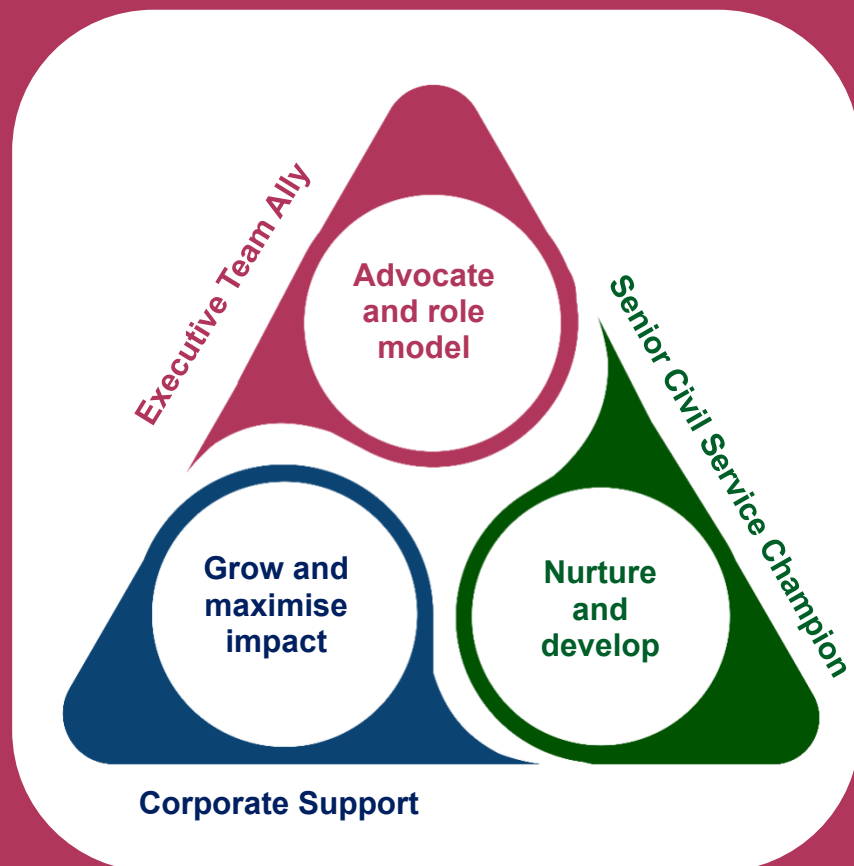 Executive Team Ally
Advocate
and role
model
Senior Civil Service Champion
Grow and
maximise
impact
Nurture
and
develop
Corporate Support